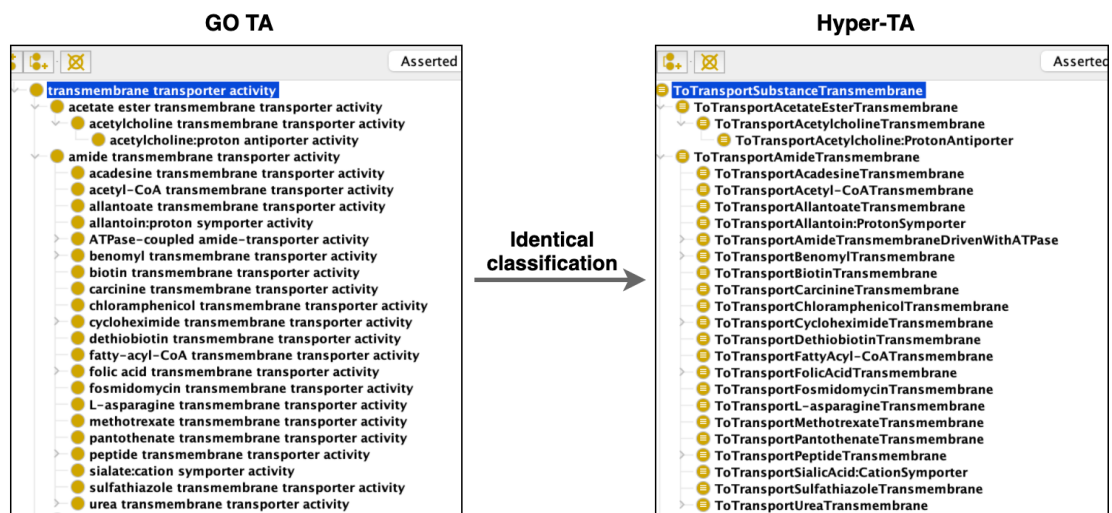 GO TA
Asserted
transmembrane transporter activity
acetate ester transmembrane transporter activity
acetylcholine transmembrane transporter activity
acetylcholine:proton antiporter activity
amide transmembrane transporter activity
acadesine transmembrane transporter activity
acetyl-CoA transmembrane transporter activity
allantoate transmembrane transporter activity
allantoin:proton symporter activity
ATPase-coupled amide-transporter activity
benomyl transmembrane transporter activity
biotin transmembrane transporter activity
carcinine transmembrane transporter activity
chloramphenicol transmembrane transporter activity
cycloheximide transmembrane transporter activity
dethiobiotin transmembrane transporter activity
fatty-acyl-CoA transmembrane transporter activity
folic acid transmembrane transporter activity
fosmidomycin transmembrane transporter activity
L-asparagine transmembrane transporter activity
methotrexate transmembrane transporter activity
pantothenate transmembrane transporter activity
peptide transmembrane transporter activity
sialate:cation symporter activity
sulfathiazole transmembrane transporter activity
urea transmembrane transporter activity
Identical
classification
Hyper-TA
Asserted
ToTransportSubstanceTransmembrane
ToTransportAcetateEsterTransmembrane
ToTransportAcetylcholineTransmembrane
ToTransportAcetylcholine:ProtonAntiporter
ToTransportAmideTransmembrane
ToTransportAcadesineTransmembrane
ToTransportAcetyl-CoATransmembrane
ToTransportAllantoateTransmembrane
ToTransportAllantoin:ProtonSymporter
ToTransportAmideTransmembraneDrivenWithATPase
ToTransportBenomylTransmembrane
ToTransportBiotinTransmembrane
ToTransportCarcinineTransmembrane
ToTransportChloramphenicolTransmembrane
ToTransportCycloheximideTransmembrane
ToTransportDethiobiotinTransmembrane
ToTransportFattyAcyl-CoATransmembrane
ToTransportFolicAcidTransmembrane
ToTransportFosmidomycinTransmembrane
ToTransportL-asparagineTransmembrane
ToTransportMethotrexateTransmembrane
ToTransportPantothenateTransmembrane
ToTransportPeptideTransmembrane
ToTransportSialicAcid:CationSymporter
ToTransportSulfathiazoleTransmembrane
ToTransportUreaTransmembrane